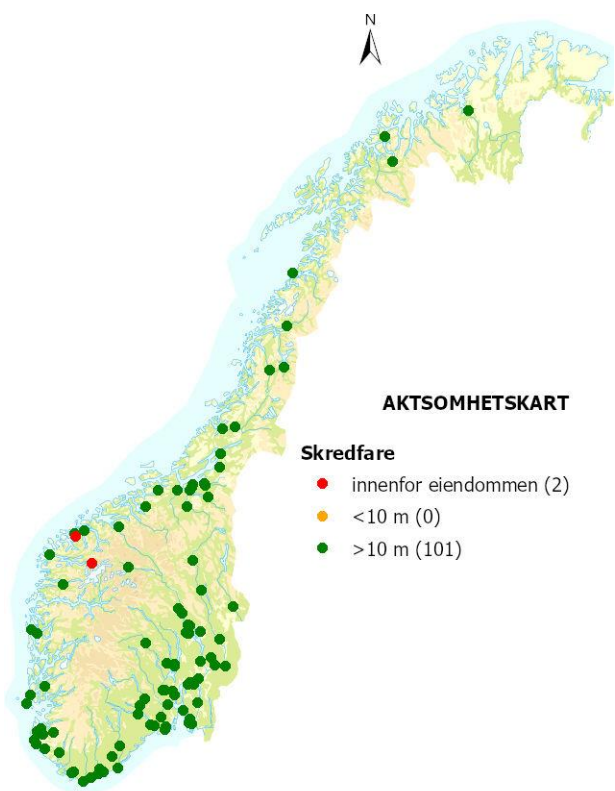 N
AKTSOMHETSKART
Skredfare
innenfor eiendommen (2)
<10 m (0)
>10 m (101)